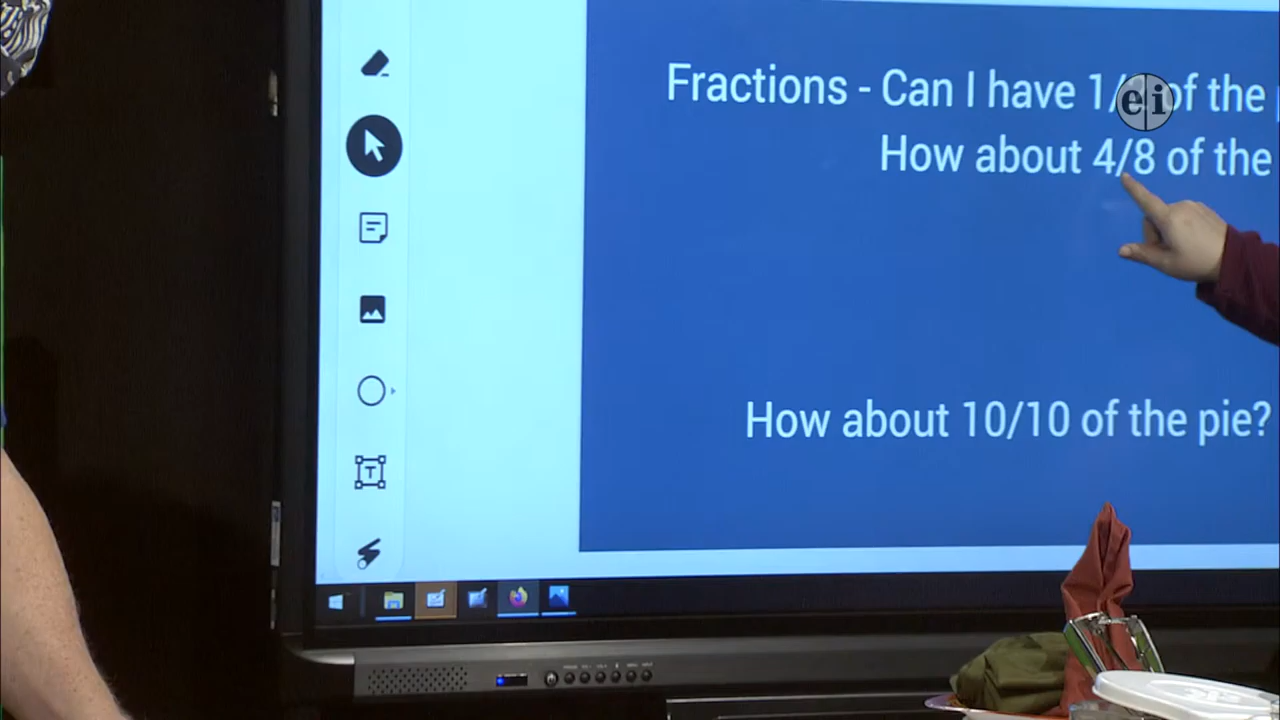 Fractions - Can I have 1/ of the
How about 4/8 of the
How about 10/10 of the pie?
e i
T